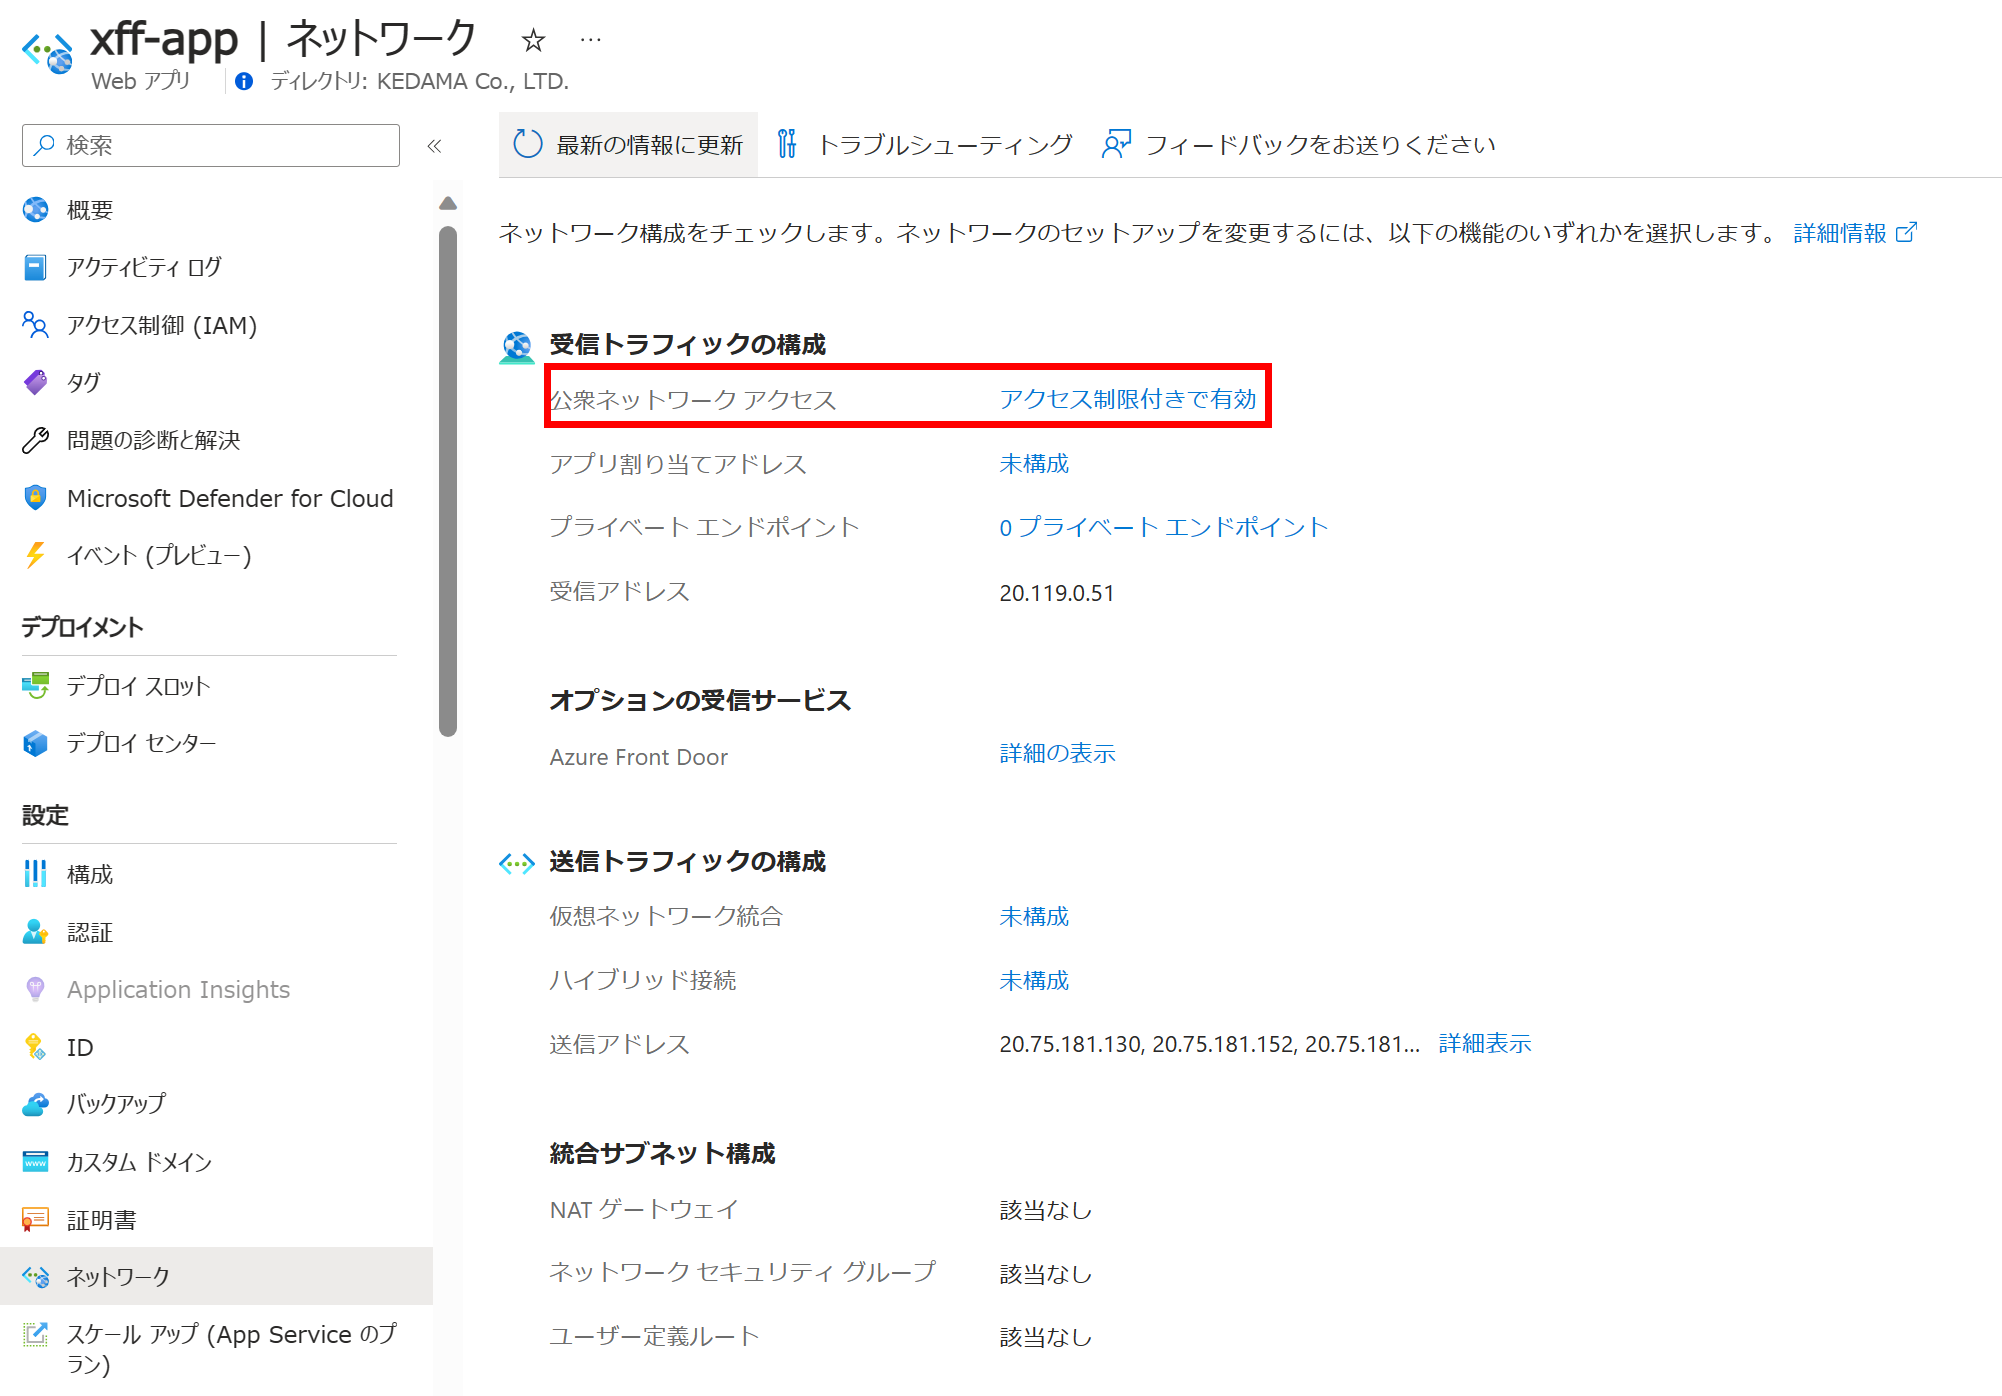 xff-app | ネットワーク ☆ …
Web アプリ ディレクトリ: KEDAMA Co., LTD.
検索 «
概要
アクティビティ ログ
アクセス制御 (IAM)
タグ
問題の診断と解決
Microsoft Defender for Cloud
イベント (プレビュー)
デプロイメント
デプロイ スロット
デプロイ センター
設定
構成
認証
Application Insights
ID
バックアップ
カスタム ドメイン
証明書
ネットワーク
スケール アップ (App Service のプ
ラン)
最新の情報に更新 トラブルシューティング フィードバックをお送りください
ネットワーク構成をチェックします。ネットワークのセットアップを変更するには、以下の機能のいずれかを選択します。 詳細情報
受信トラフィックの構成
公衆ネットワーク アクセス アクセス制限付きで有効
アプリ割り当てアドレス 未構成
プライベート エンドポイント 0 プライベート エンドポイント
受信アドレス 20.119.0.51
オプションの受信サービス
Azure Front Door 詳細の表示
送信トラフィックの構成
仮想ネットワーク統合 未構成
ハイブリッド接続 未構成
送信アドレス 20.75.181.130, 20.75.181.152, 20.75.181... 詳細表示
統合サブネット構成
NAT ゲートウェイ 該当なし
ネットワーク セキュリティ グループ 該当なし
ユーザー定義ルート 該当なし